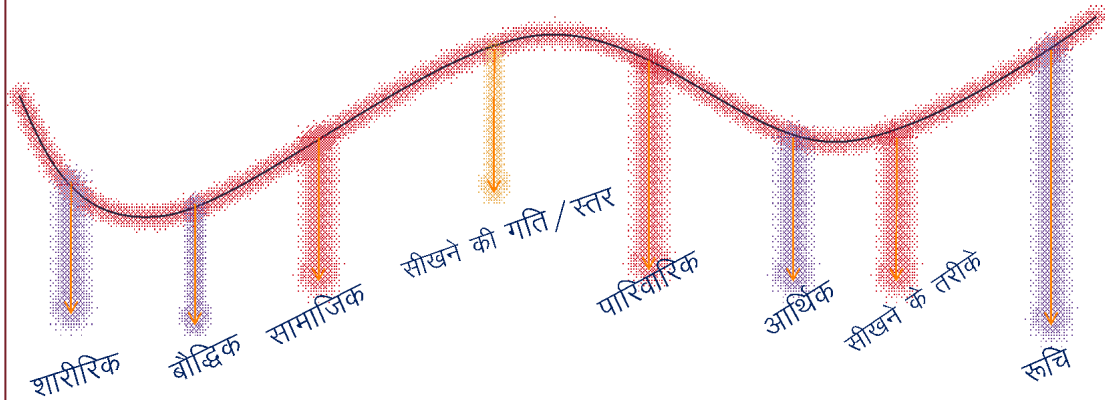 शारीरिक
बौद्धिक
सामाजिक
सीखने की गति / स्तर
पारिवारिक
आर्थिक
सीखने के तरीके
रूचि